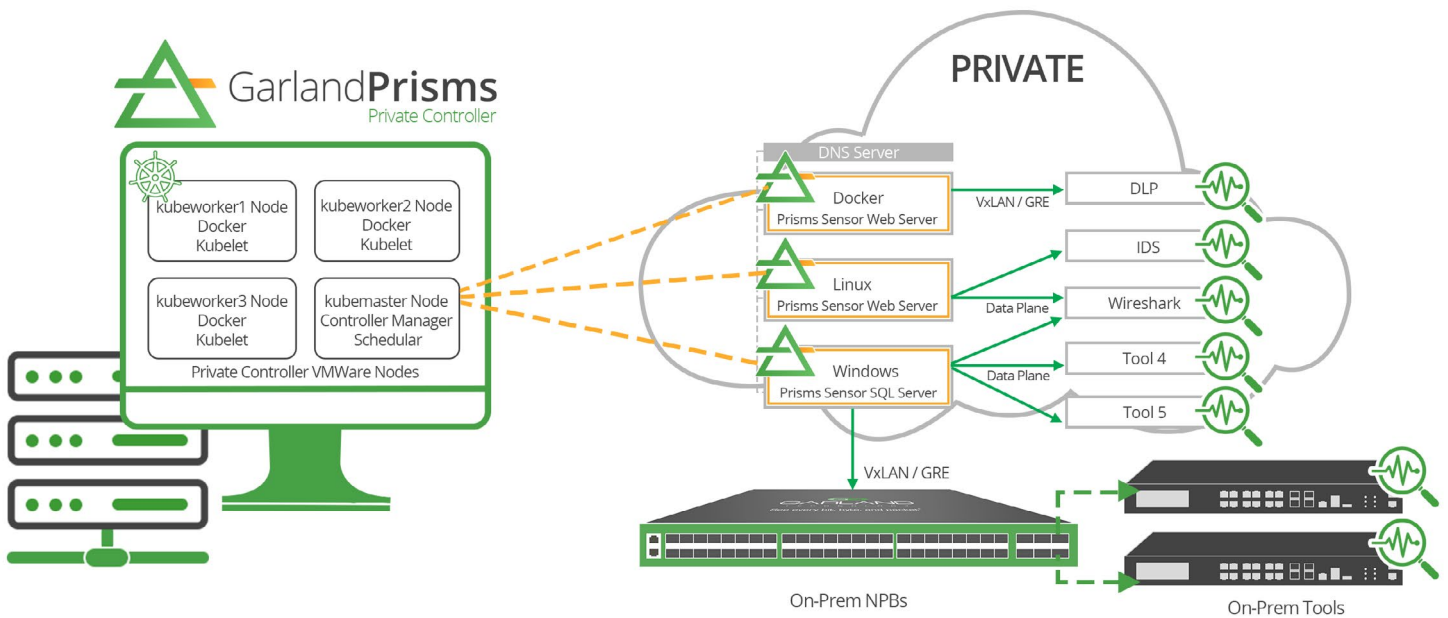 GarlandPrisms
Private Controller
kubeworker1 Node
Docker
Kubelet
kubeworker2 Node
Docker
Kubelet
kubeworker3 Node
Docker
Kubelet
kubemaster Node
Controller Manager
Schedular
Private Controller VMWare Nodes
PRIVATE
DNS Server
Docker
Prisms Sensor Web Server
Linux
Prisms Sensor Web Server
Windows
Prisms Sensor SQL Server
VxLAN / GRE
Data Plane
Data Plane
DLP
IDS
Wireshark
Tool 4
Tool 5
VxLAN / GRE
GARLAND
On-Prem NPBs
On-Prem Tools